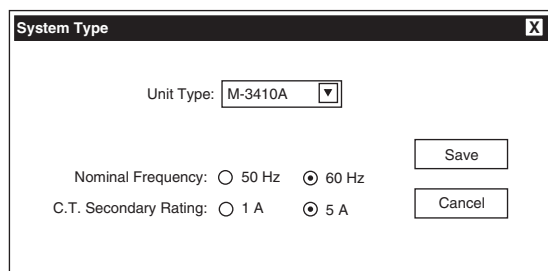 System Type X
Unit Type: M-3410A
Save
Nominal Frequency: 50 Hz 60 Hz
C.T. Secondary Rating: 1 A 5 A
Cancel